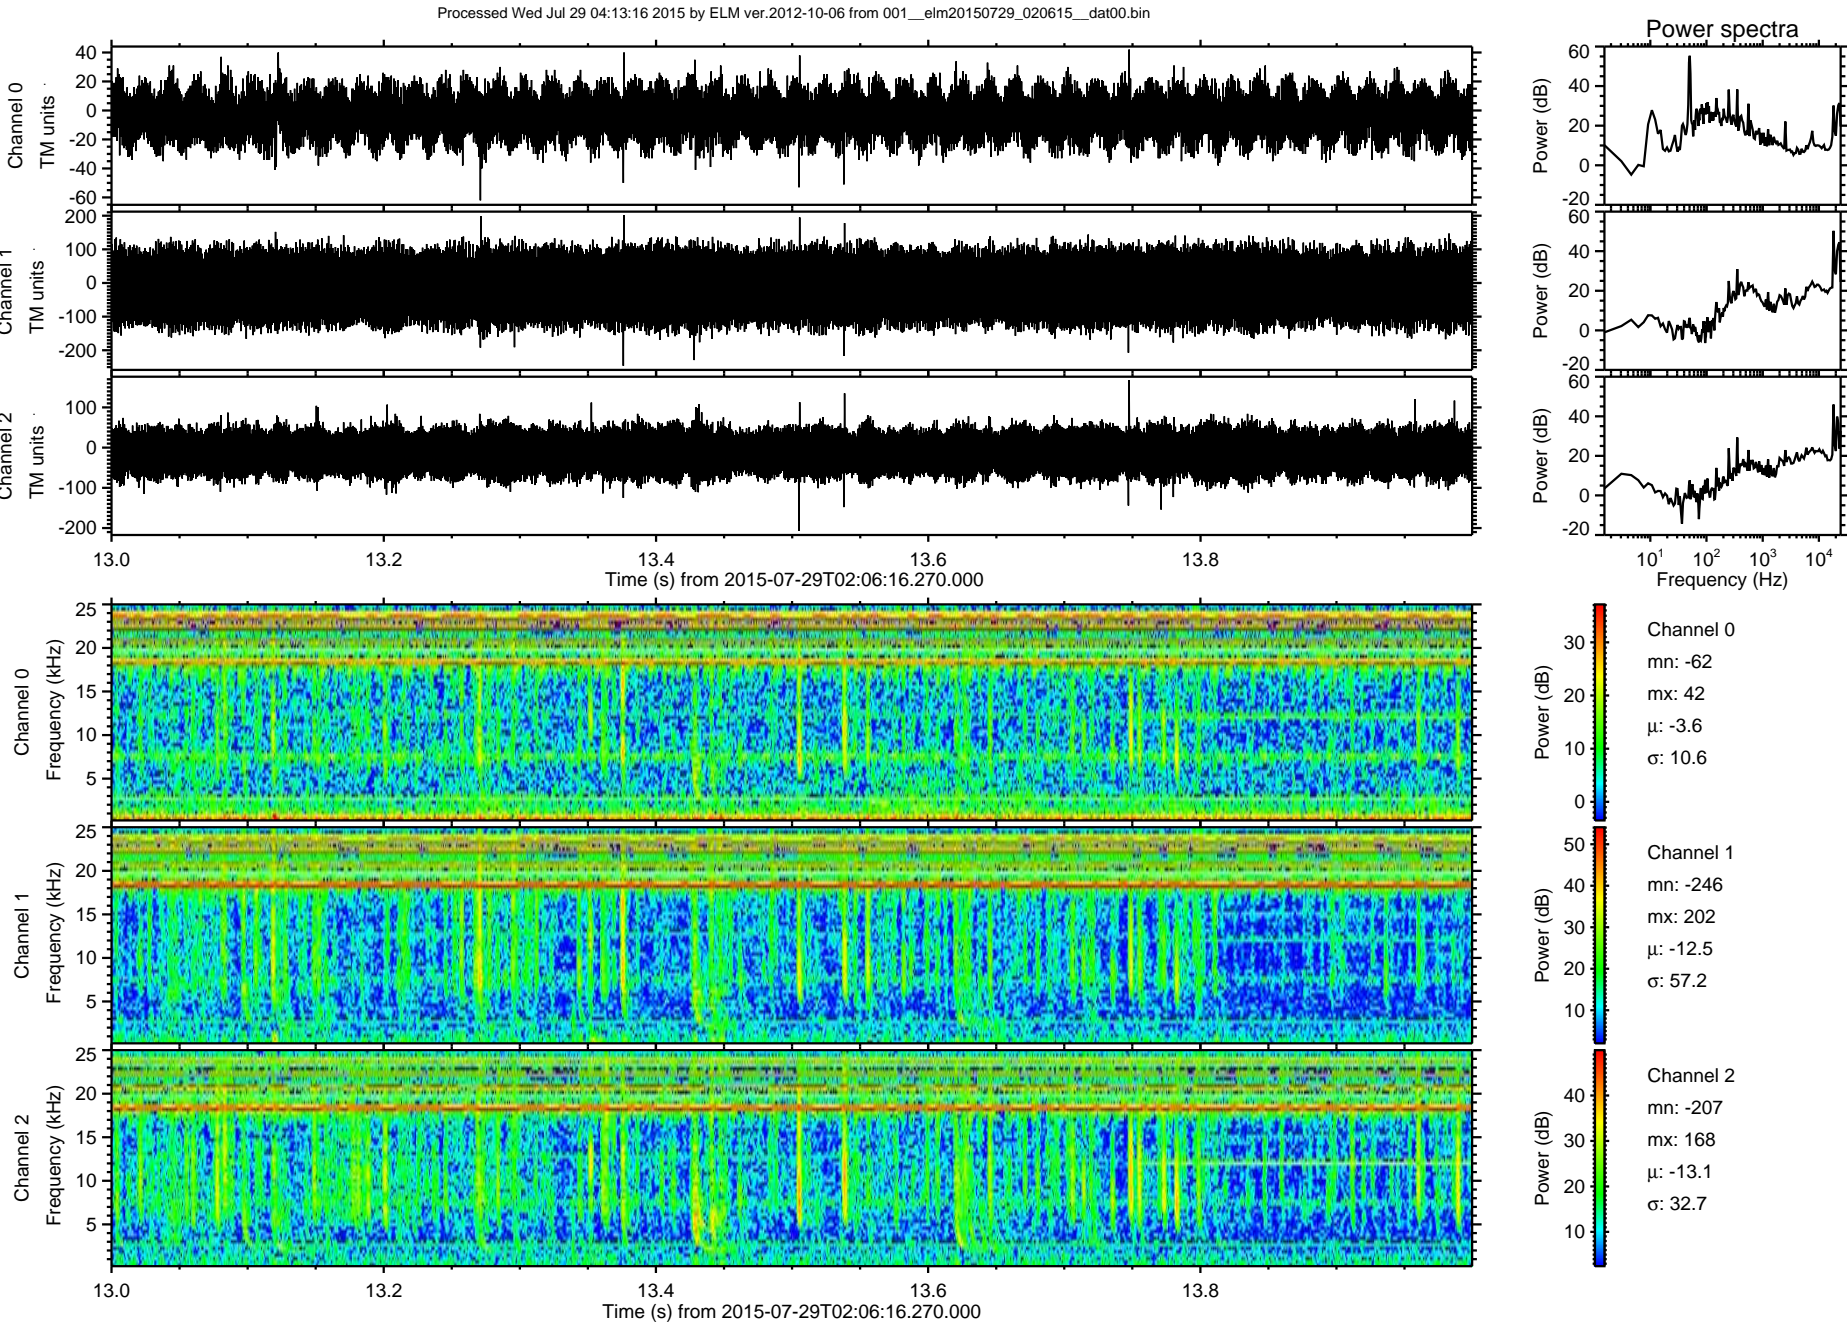 Processed Wed Jul 29 04:13:16 2015 by ELM ver.2012-10-06 from 001__elm20150729_020615__dat00.bin
Power spectra
Channel 0
TM units
40
20
0
-20
-40
-60
Power (dB)
60
40
20
0
-20
Channel 1
TM units
200
100
0
-100
-200
Power (dB)
60
40
20
0
-20
Channel 2
TM units
100
0
-100
-200
Power (dB)
60
40
20
0
-20
13.0 13.2 13.4 13.6 13.8
Time (s) from 2015-07-29T02:06:16.270.000
10¹ 10² 10³ 10⁴
Frequency (Hz)
Channel 0
Frequency (kHz)
25
20
15
10
5
Power (dB)
30
20
10
0
Channel 0
mn: -62
mx: 42
μ: -3.6
σ: 10.6
Channel 1
Frequency (kHz)
25
20
15
10
5
Power (dB)
50
40
30
20
10
Channel 1
mn: -246
mx: 202
μ: -12.5
σ: 57.2
Channel 2
Frequency (kHz)
25
20
15
10
5
Power (dB)
40
30
20
10
Channel 2
mn: -207
mx: 168
μ: -13.1
σ: 32.7
13.0 13.2 13.4 13.6 13.8
Time (s) from 2015-07-29T02:06:16.270.000